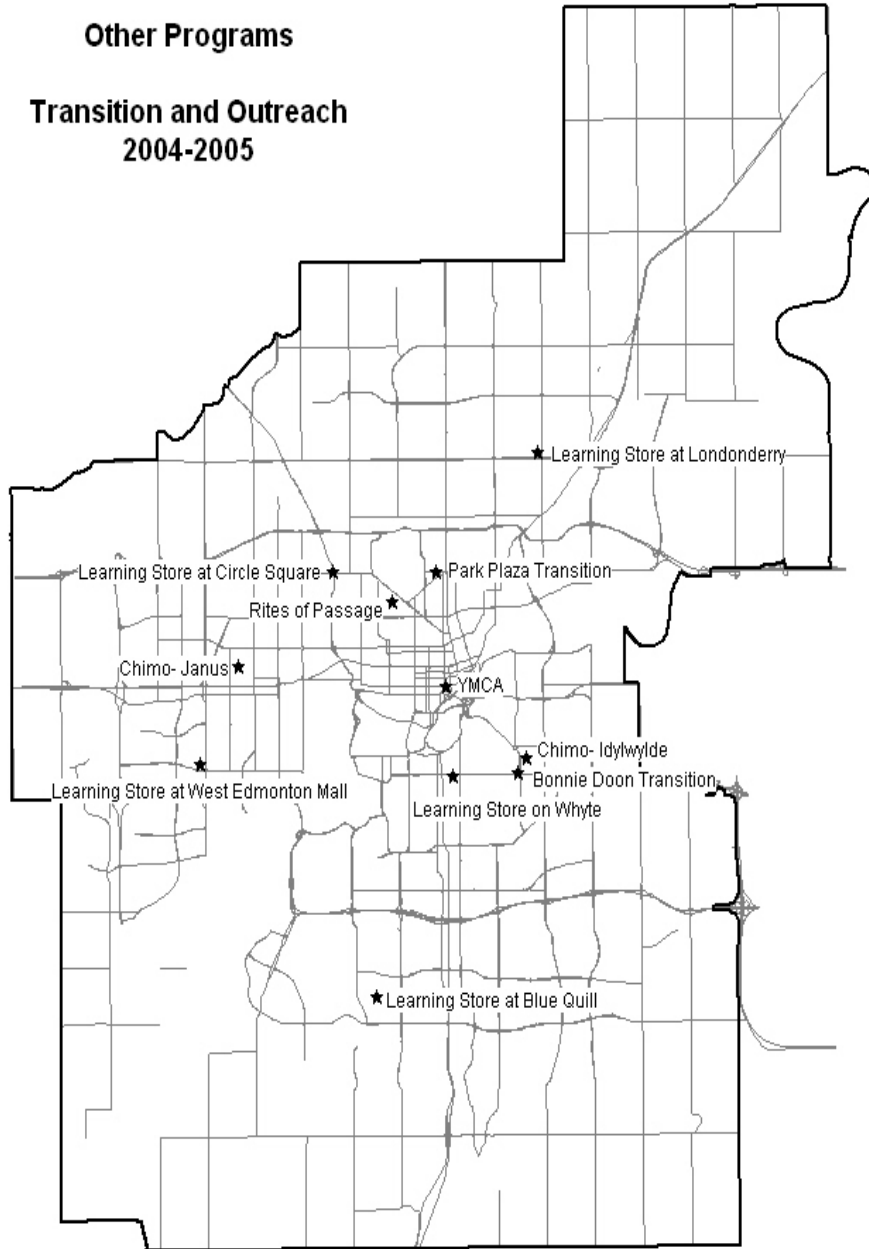 Other Programs
Transition and Outreach
2004-2005
Learning Store at Londonderry
Learning Store at Circle Square
Park Plaza Transition
Rites of Passage
Chimo- Janus
YMCA
Chimo- Idylwylde
Learning Store at West Edmonton Mall
Bonnie Doon Transition
Learning Store on Whyte
Learning Store at Blue Quill